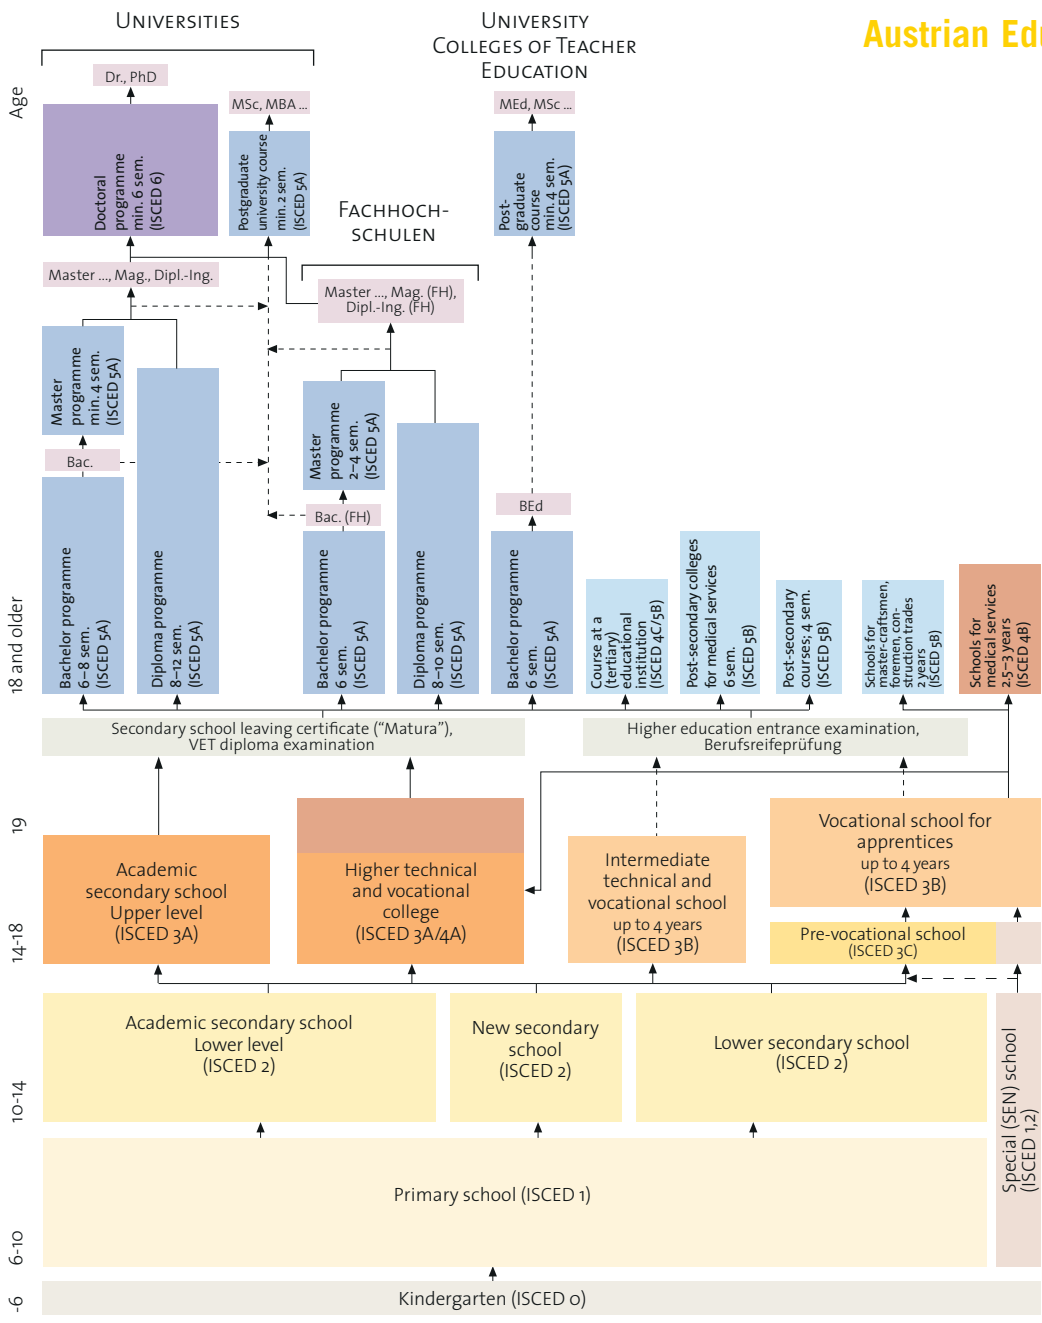 UNIVERSITIES
UNIVERSITY
COLLEGES OF TEACHER
EDUCATION
Austrian Edu
Age
Dr., PhD
MSc, MBA ...
MEd, MSc ...
Doctoral
programme
min. 6 sem.
(ISCED 6)
Postgraduate
university course
min. 2 sem.
(ISCED 5A)
Post-
graduate
course
min. 4 sem.
(ISCED 5A)
FACHHOCH-
SCHULEN
Master ..., Mag., Dipl.-Ing.
Master ..., Mag. (FH),
Dipl.-Ing. (FH)
Master
programme
min. 4 sem.
(ISCED 5A)
Master
programme
2–4 sem.
(ISCED 5A)
Bac.
Bac. (FH)
BEd
18 and older
Bachelor programme
6–8 sem.
(ISCED 5A)
Diploma programme
8–12 sem.
(ISCED 5A)
Bachelor programme
6 sem.
(ISCED 5A)
Diploma programme
8–10 sem.
(ISCED 5A)
Bachelor programme
6 sem.
(ISCED 5A)
Course at a
(tertiary)
educational
institution
(ISCED 4C/5B)
Post-secondary colleges
for medical services
6 sem.
(ISCED 5B)
Post-secondary
courses; 4 sem.
(ISCED 5B)
Schools for
master-craftsmen,
foremen, con-
struction trades
2 years
(ISCED 5B)
Schools for
medical services
2,5–3 years
(ISCED 4B)
Secondary school leaving certificate (“Matura”),
VET diploma examination
Higher education entrance examination,
Berufsreifeprüfung
19
14-18
Academic
secondary school
Upper level
(ISCED 3A)
Higher technical
and vocational
college
(ISCED 3A/4A)
Intermediate
technical and
vocational school
up to 4 years
(ISCED 3B)
Vocational school for
apprentices
up to 4 years
(ISCED 3B)
Pre-vocational school
(ISCED 3C)
10-14
Academic secondary school
Lower level
(ISCED 2)
New secondary
school
(ISCED 2)
Lower secondary school
(ISCED 2)
Special (SEN) school
(ISCED 1,2)
6-10
Primary school (ISCED 1)
-6
Kindergarten (ISCED 0)